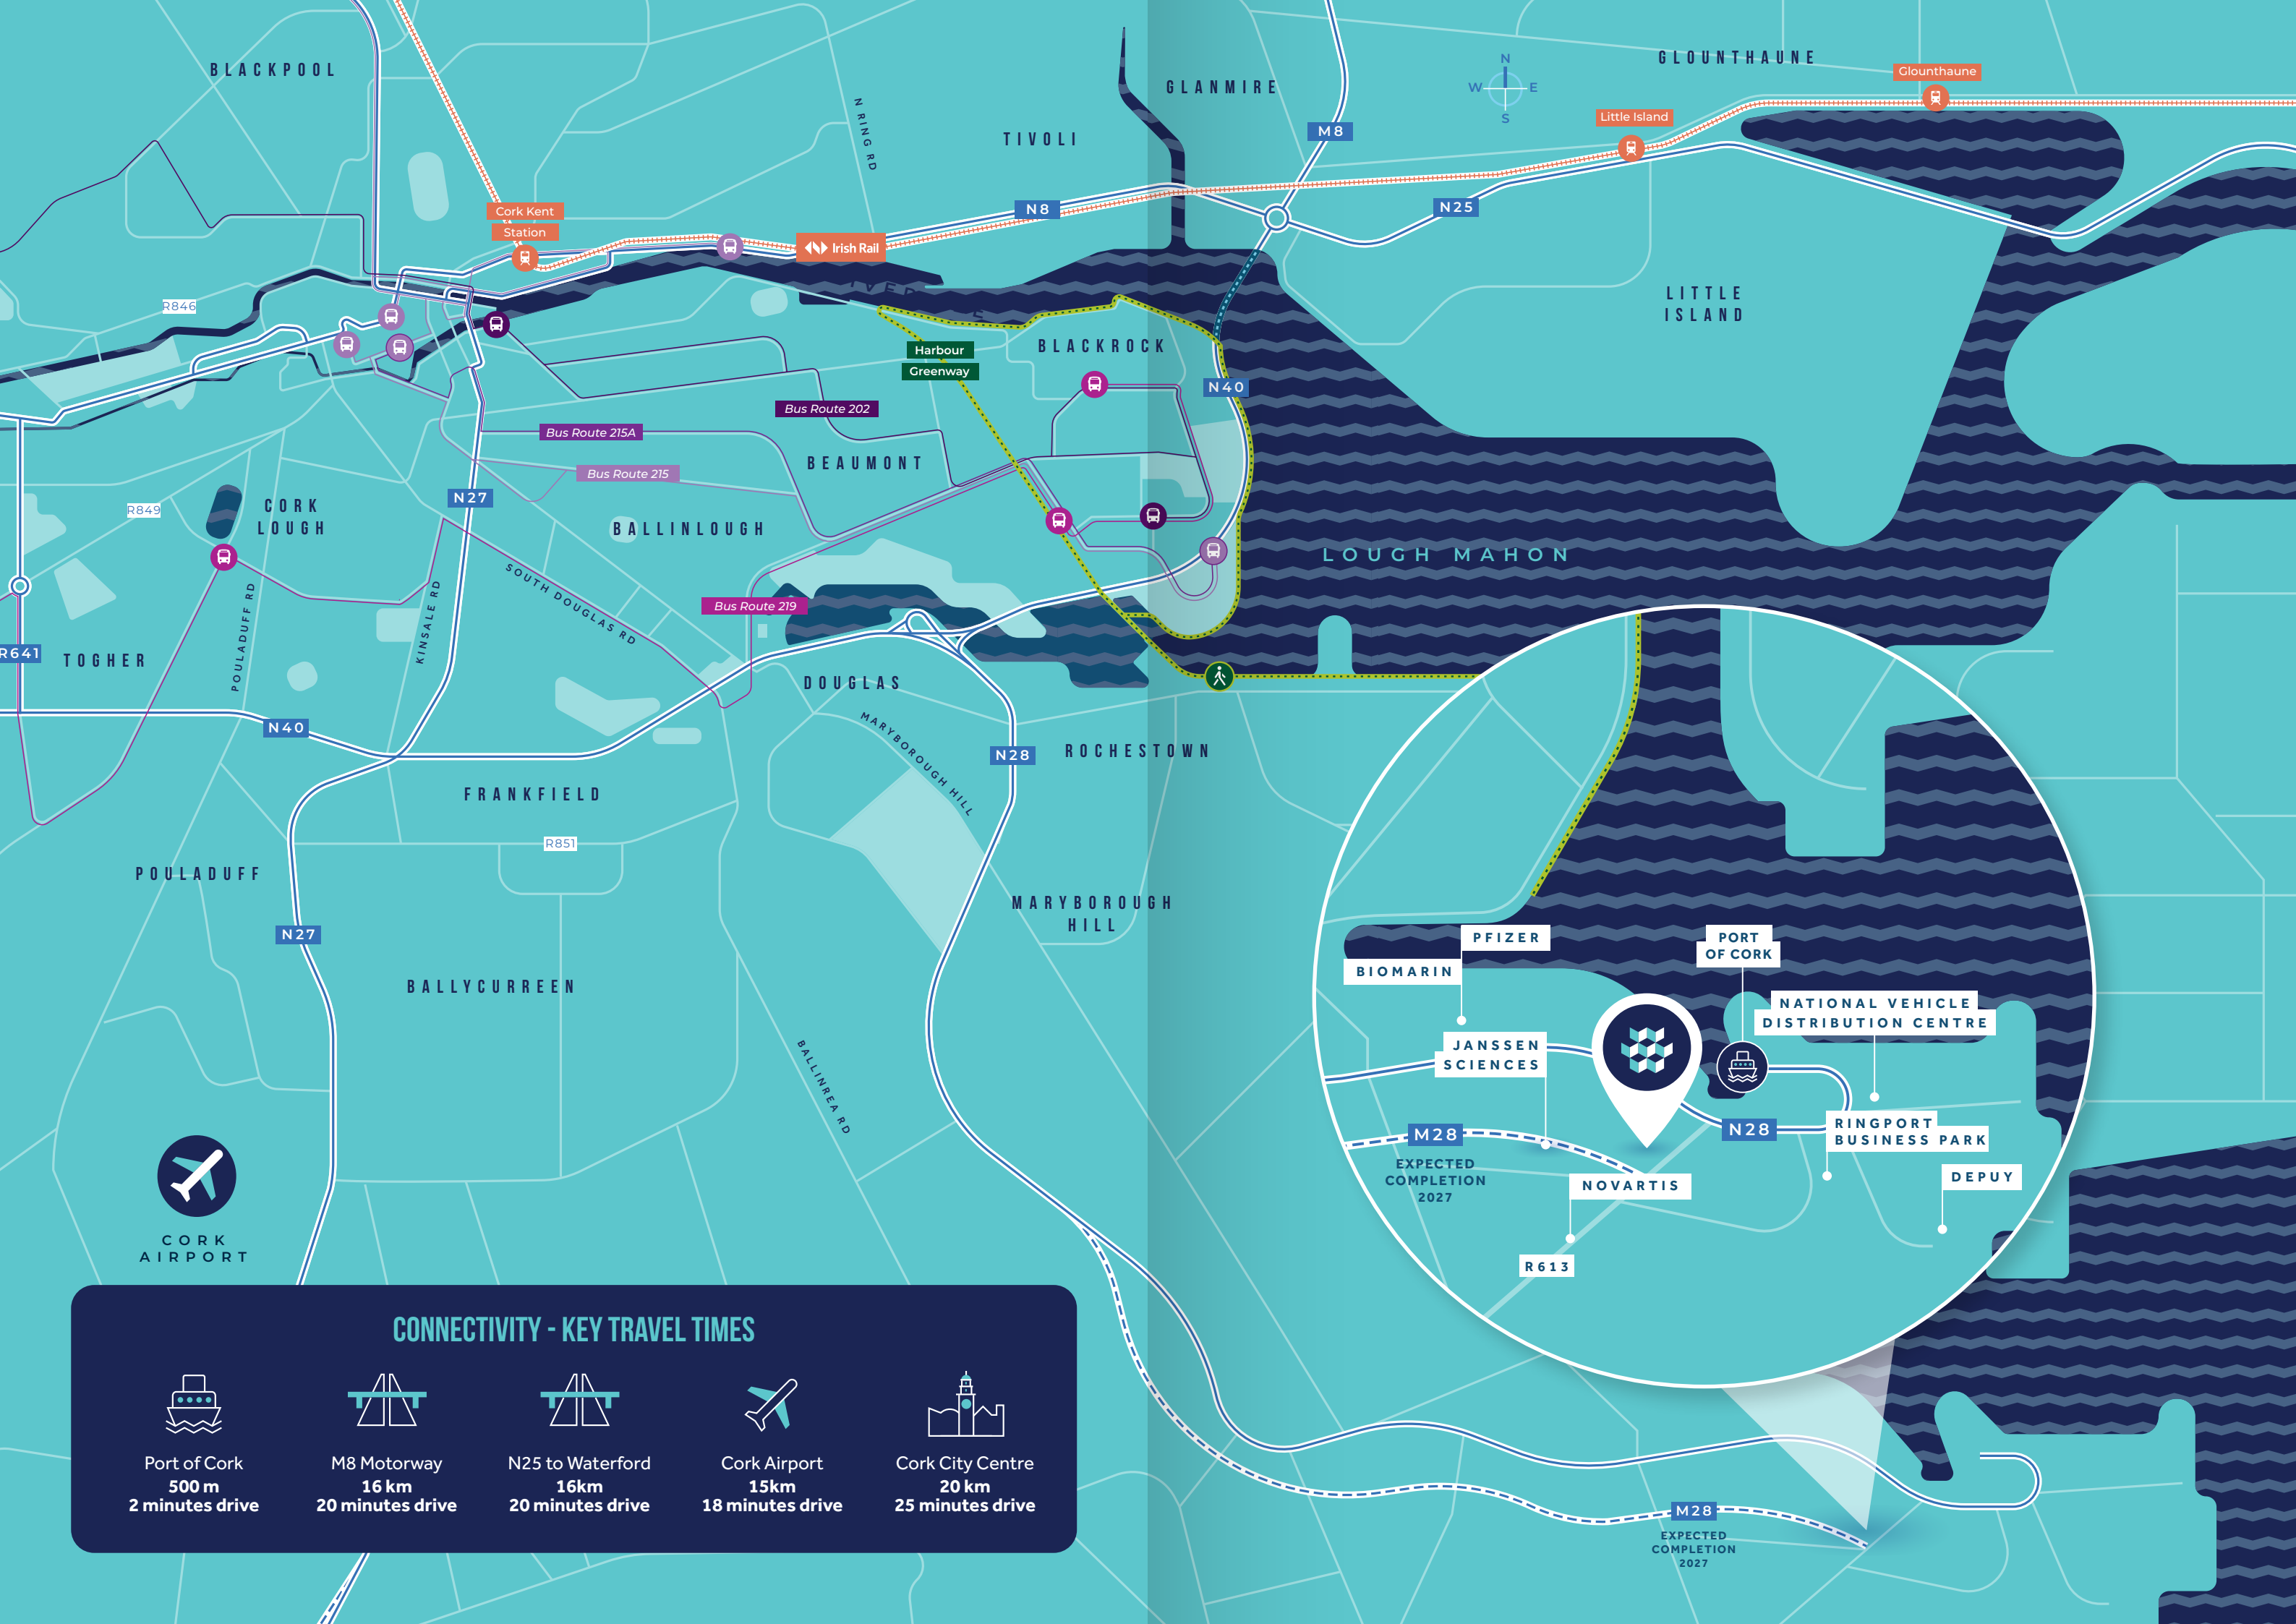 BLACKPOOL
GLANMIRE
GLOUNTHAUNE
N
W E
S
Glounthaune
Little Island
M8
N RING RD
TIVOLI
N8
N25
Cork Kent
Station
Irish Rail
R846
LITTLE
ISLAND
Harbour
Greenway
BLACKROCK
N40
Bus Route 202
Bus Route 215A
Bus Route 215
BEAUMONT
N27
R849
CORK
LOUGH
BALLINLOUGH
LOUGH MAHON
SOUTH DOUGLAS RD
Bus Route 219
POULADUFF RD
KINSALE RD
R641
TOGHER
DOUGLAS
N40
MARYBOROUGH HILL
N28
ROCHESTOWN
FRANKFIELD
R851
POULADUFF
MARYBOROUGH
HILL
N27
BALLYCURREEN
BALLINREA RD
CORK
AIRPORT
PFIZER
BIOMARIN
PORT
OF CORK
NATIONAL VEHICLE
DISTRIBUTION CENTRE
JANSSEN
SCIENCES
M28
EXPECTED
COMPLETION
2027
N28
RINGPORT
BUSINESS PARK
NOVARTIS
DEPUY
R613
CONNECTIVITY - KEY TRAVEL TIMES
Port of Cork
500 m
2 minutes drive
M8 Motorway
16 km
20 minutes drive
N25 to Waterford
16km
20 minutes drive
Cork Airport
15km
18 minutes drive
Cork City Centre
20 km
25 minutes drive
M28
EXPECTED
COMPLETION
2027